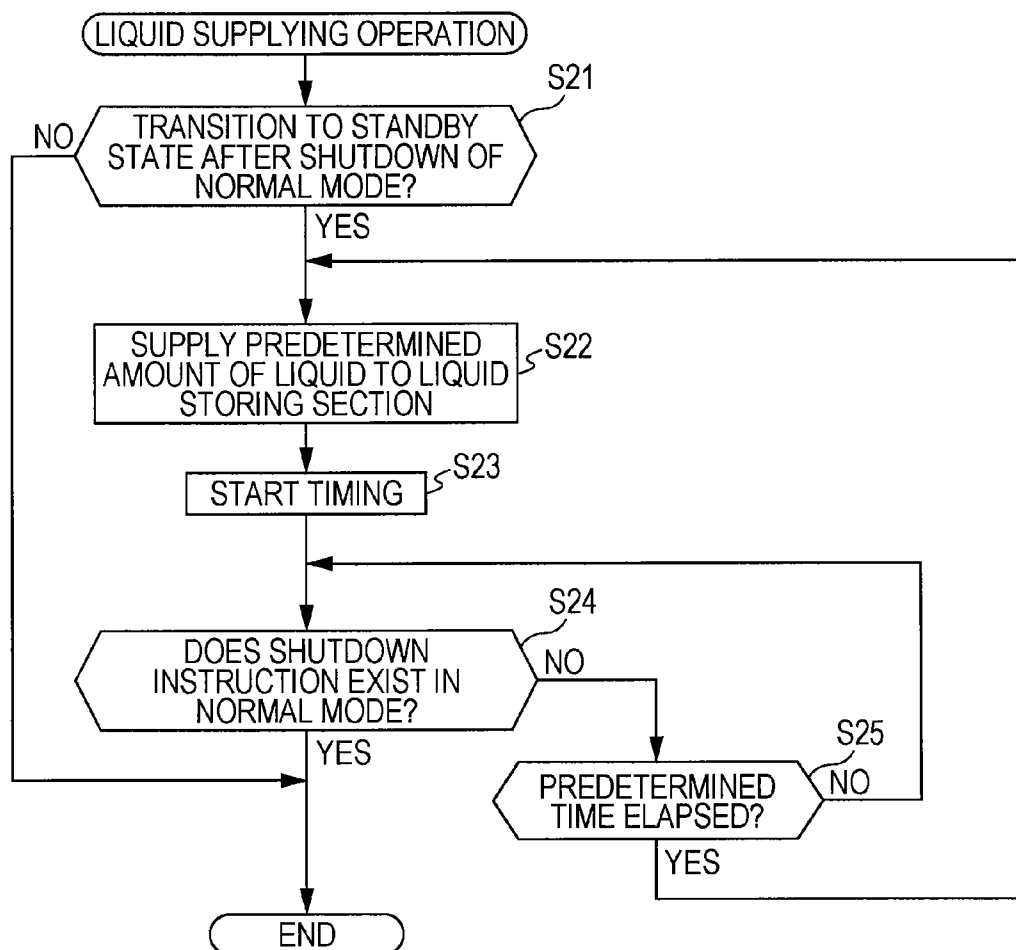 LIQUID SUPPLYING OPERATION
S21
NO
TRANSITION TO STANDBY
STATE AFTER SHUTDOWN OF
NORMAL MODE?
YES
SUPPLY PREDETERMINED
AMOUNT OF LIQUID TO LIQUID
STORING SECTION
S22
S23
START TIMING
S24
DOES SHUTDOWN
INSTRUCTION EXIST IN
NORMAL MODE?
NO
YES
S25
PREDETERMINED
TIME ELAPSED?
NO
YES
END